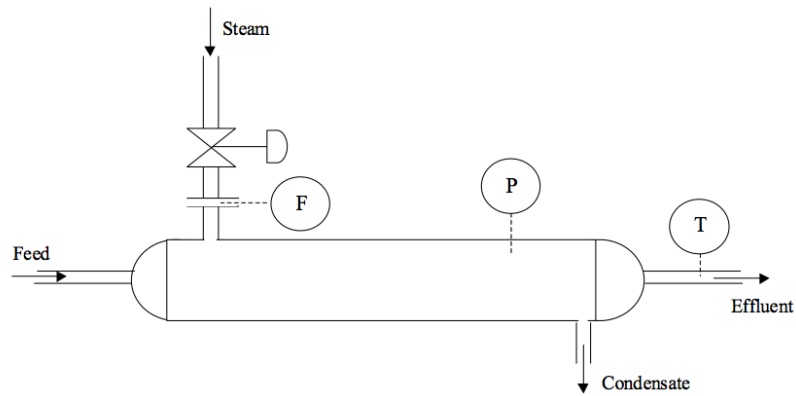 Steam
F
P
T
Feed
Effluent
Condensate